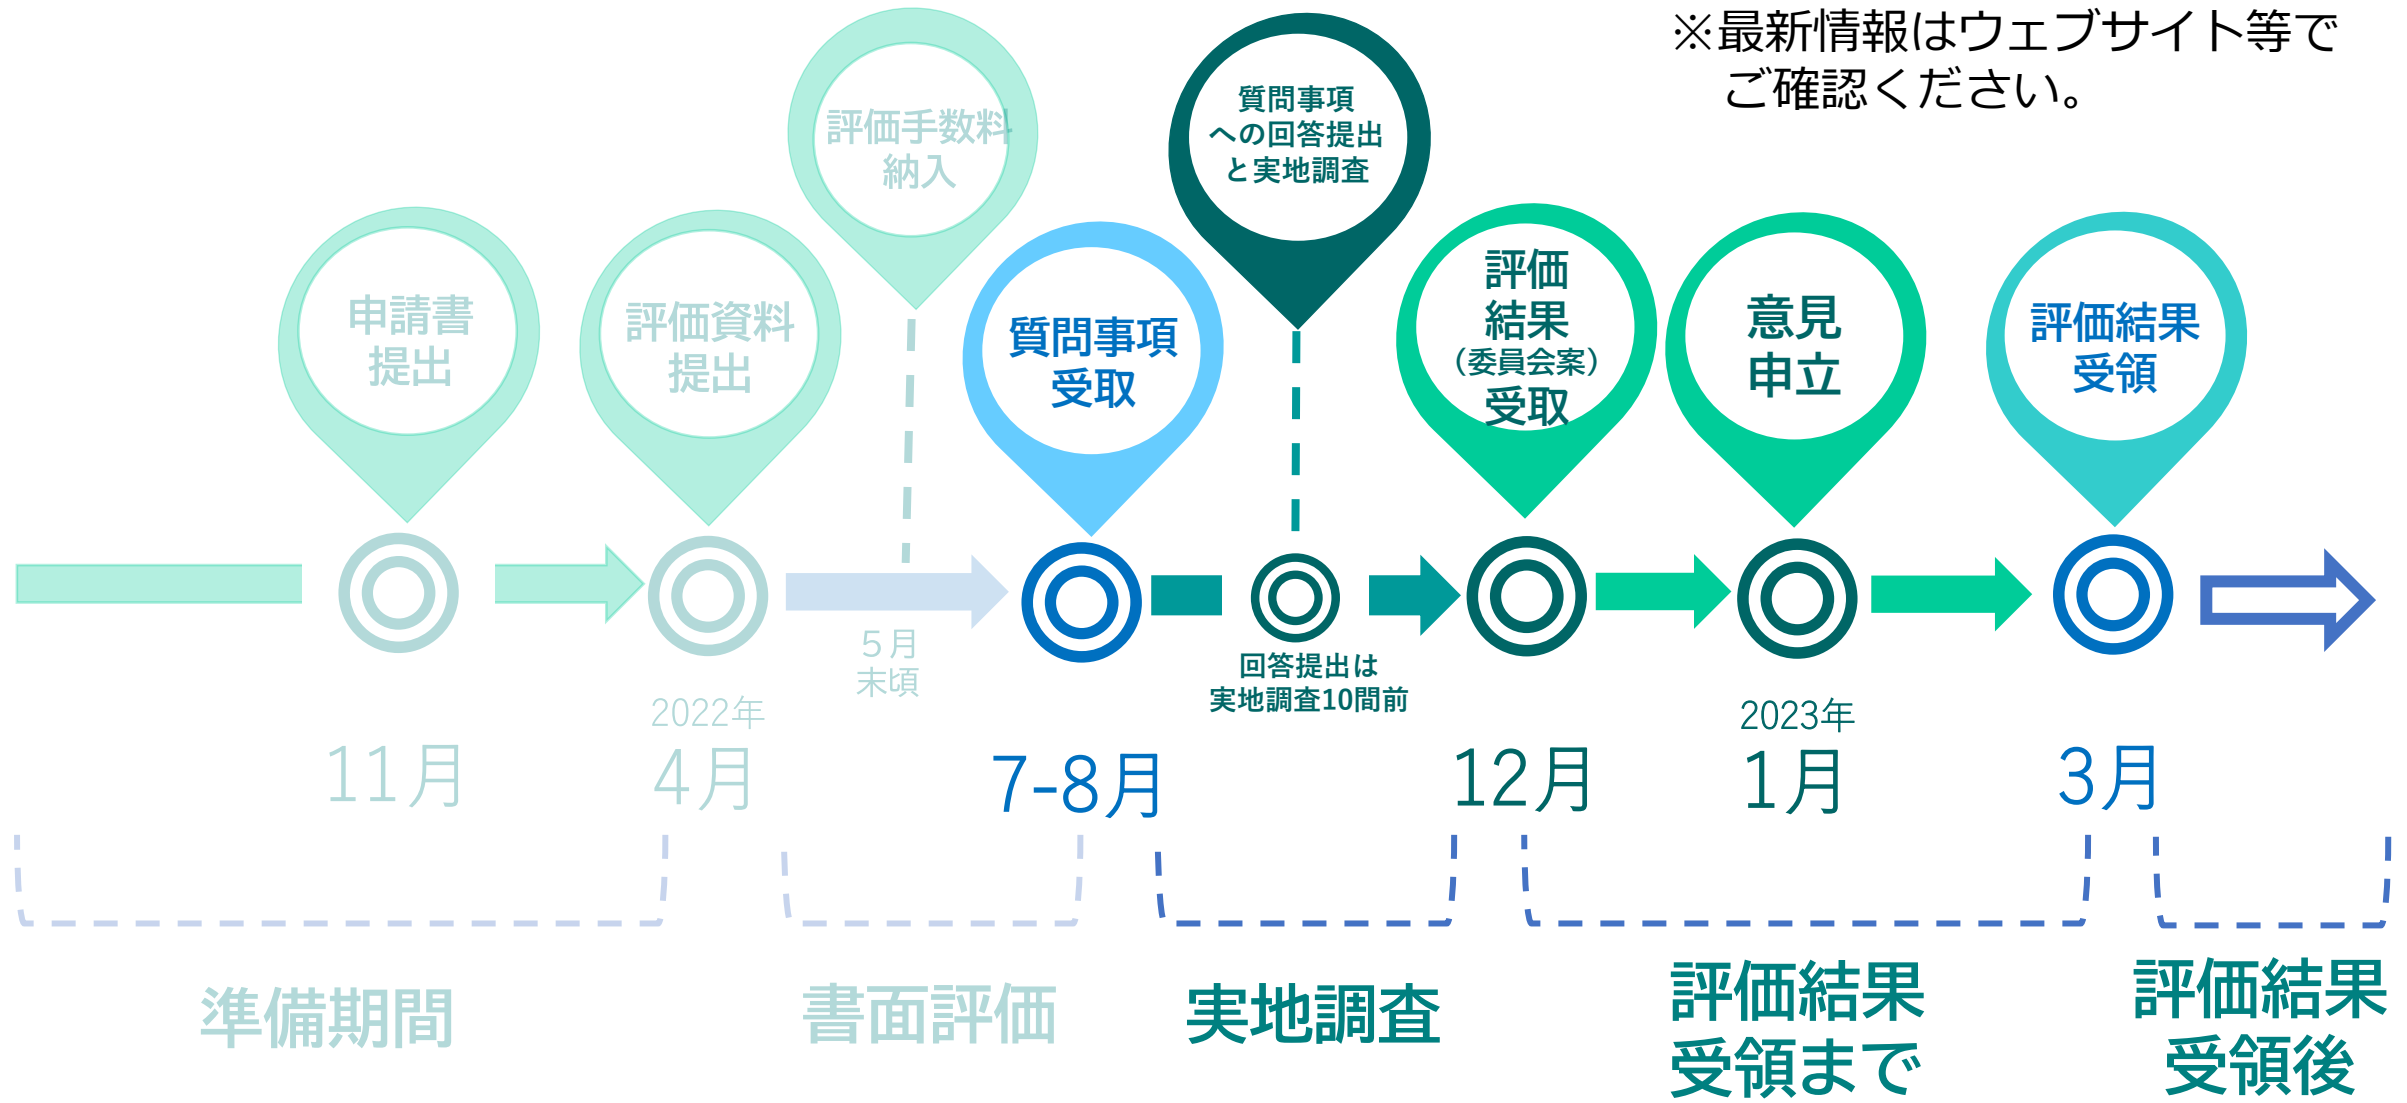 ※最新情報はウェブサイト等で
ご確認ください。
評価手数料
納入
質問事項
への回答提出
と実地調査
申請書
提出
評価資料
提出
質問事項
受取
評価
結果
（委員会案）
受取
意見
申立
評価結果
受領
５月
末頃
回答提出は
実地調査10間前
11月
2022年
4月
7-8月
12月
2023年
1月
3月
準備期間
書面評価
実地調査
評価結果
受領まで
評価結果
受領後